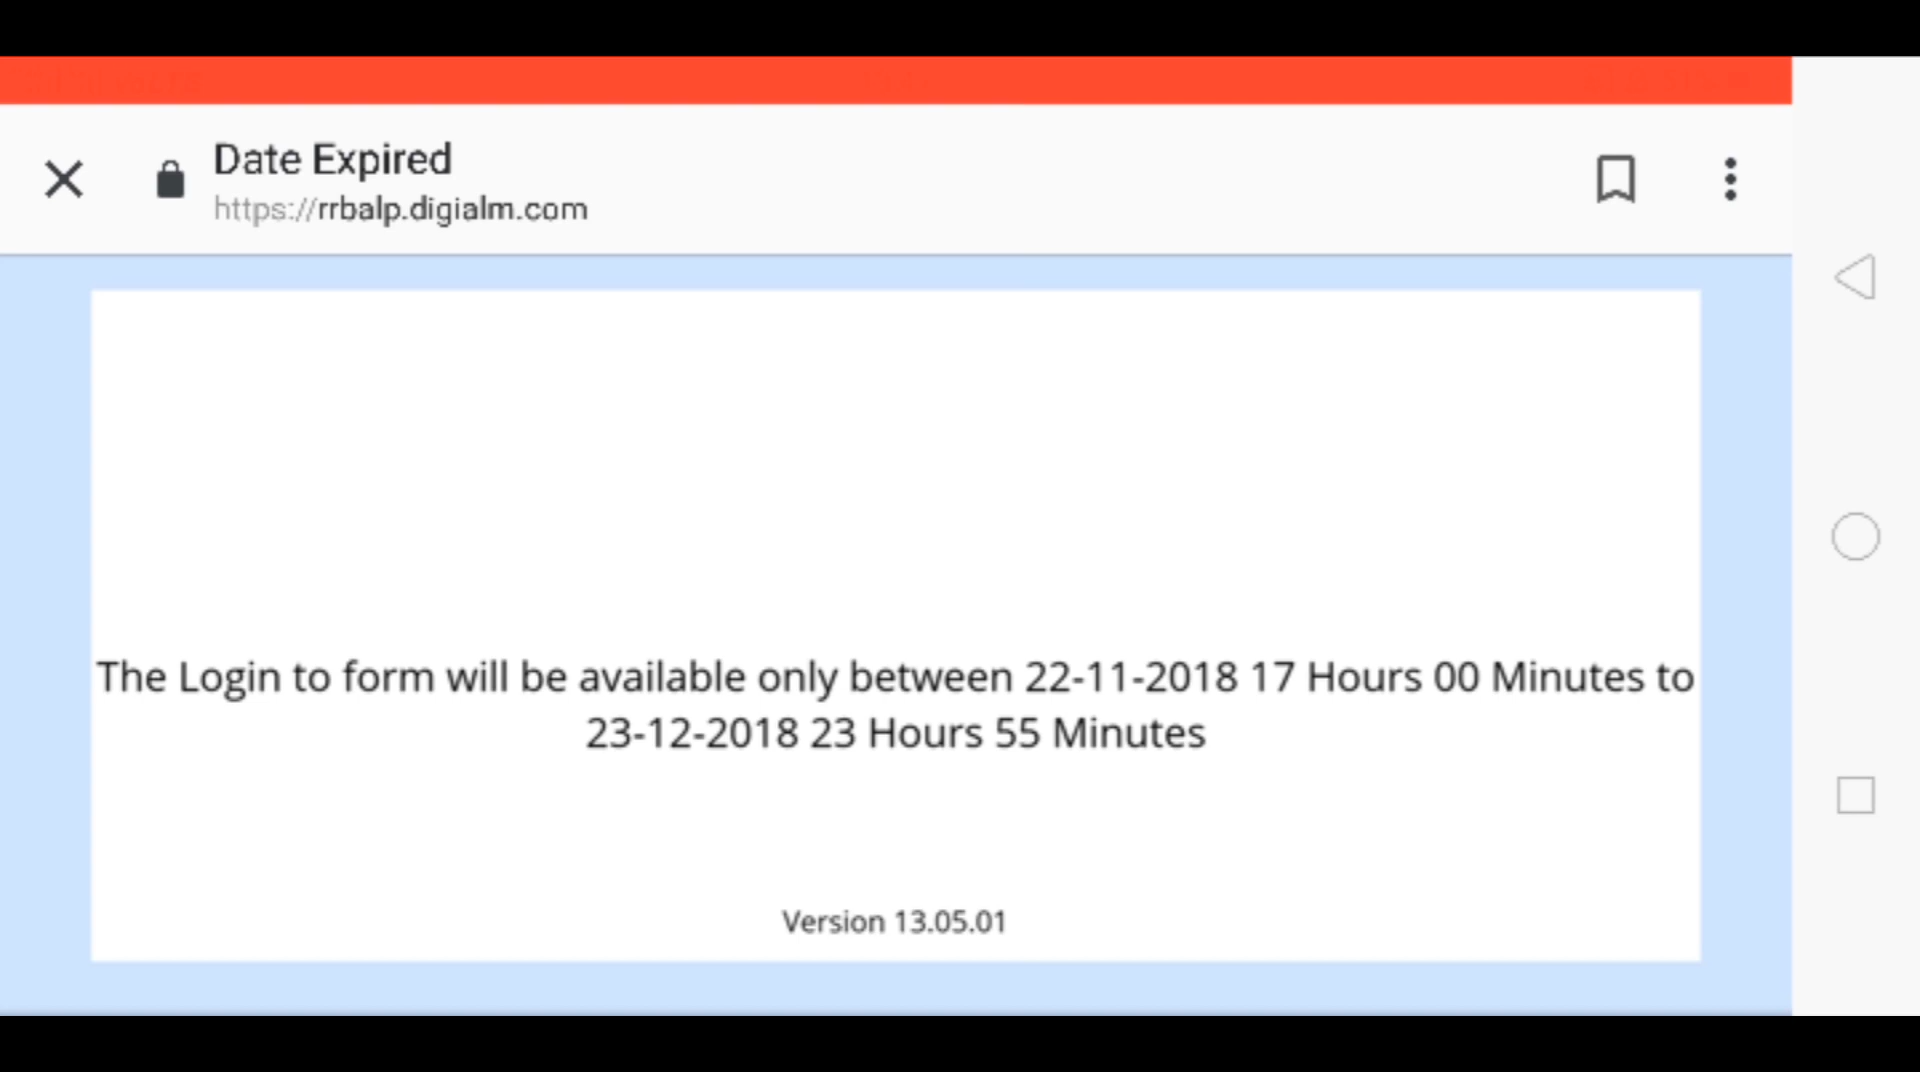 Date Expired
https://rrbalp.digialm.com
The Login to form will be available only between 22-11-2018 17 Hours 00 Minutes to
23-12-2018 23 Hours 55 Minutes
Version 13.05.01